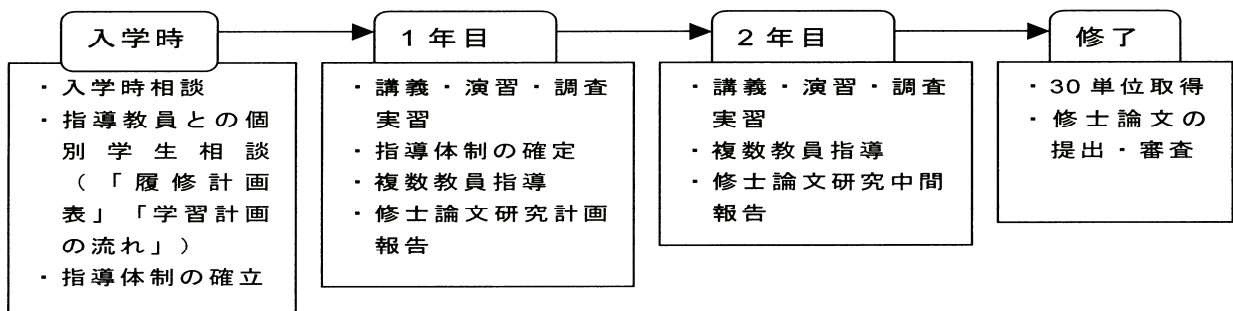 入学時
・入学時相談
・指導教員との個
別学生相談
（「履修計画
表」「学習計画
の流れ」）
・指導体制の確立
1年目
・講義・演習・調査
実習
・指導体制の確定
・複数教員指導
・修士論文研究計画
報告
2年目
・講義・演習・調査
実習
・複数教員指導
・修士論文研究中間
報告
修了
・30単位取得
・修士論文の
提出・審査